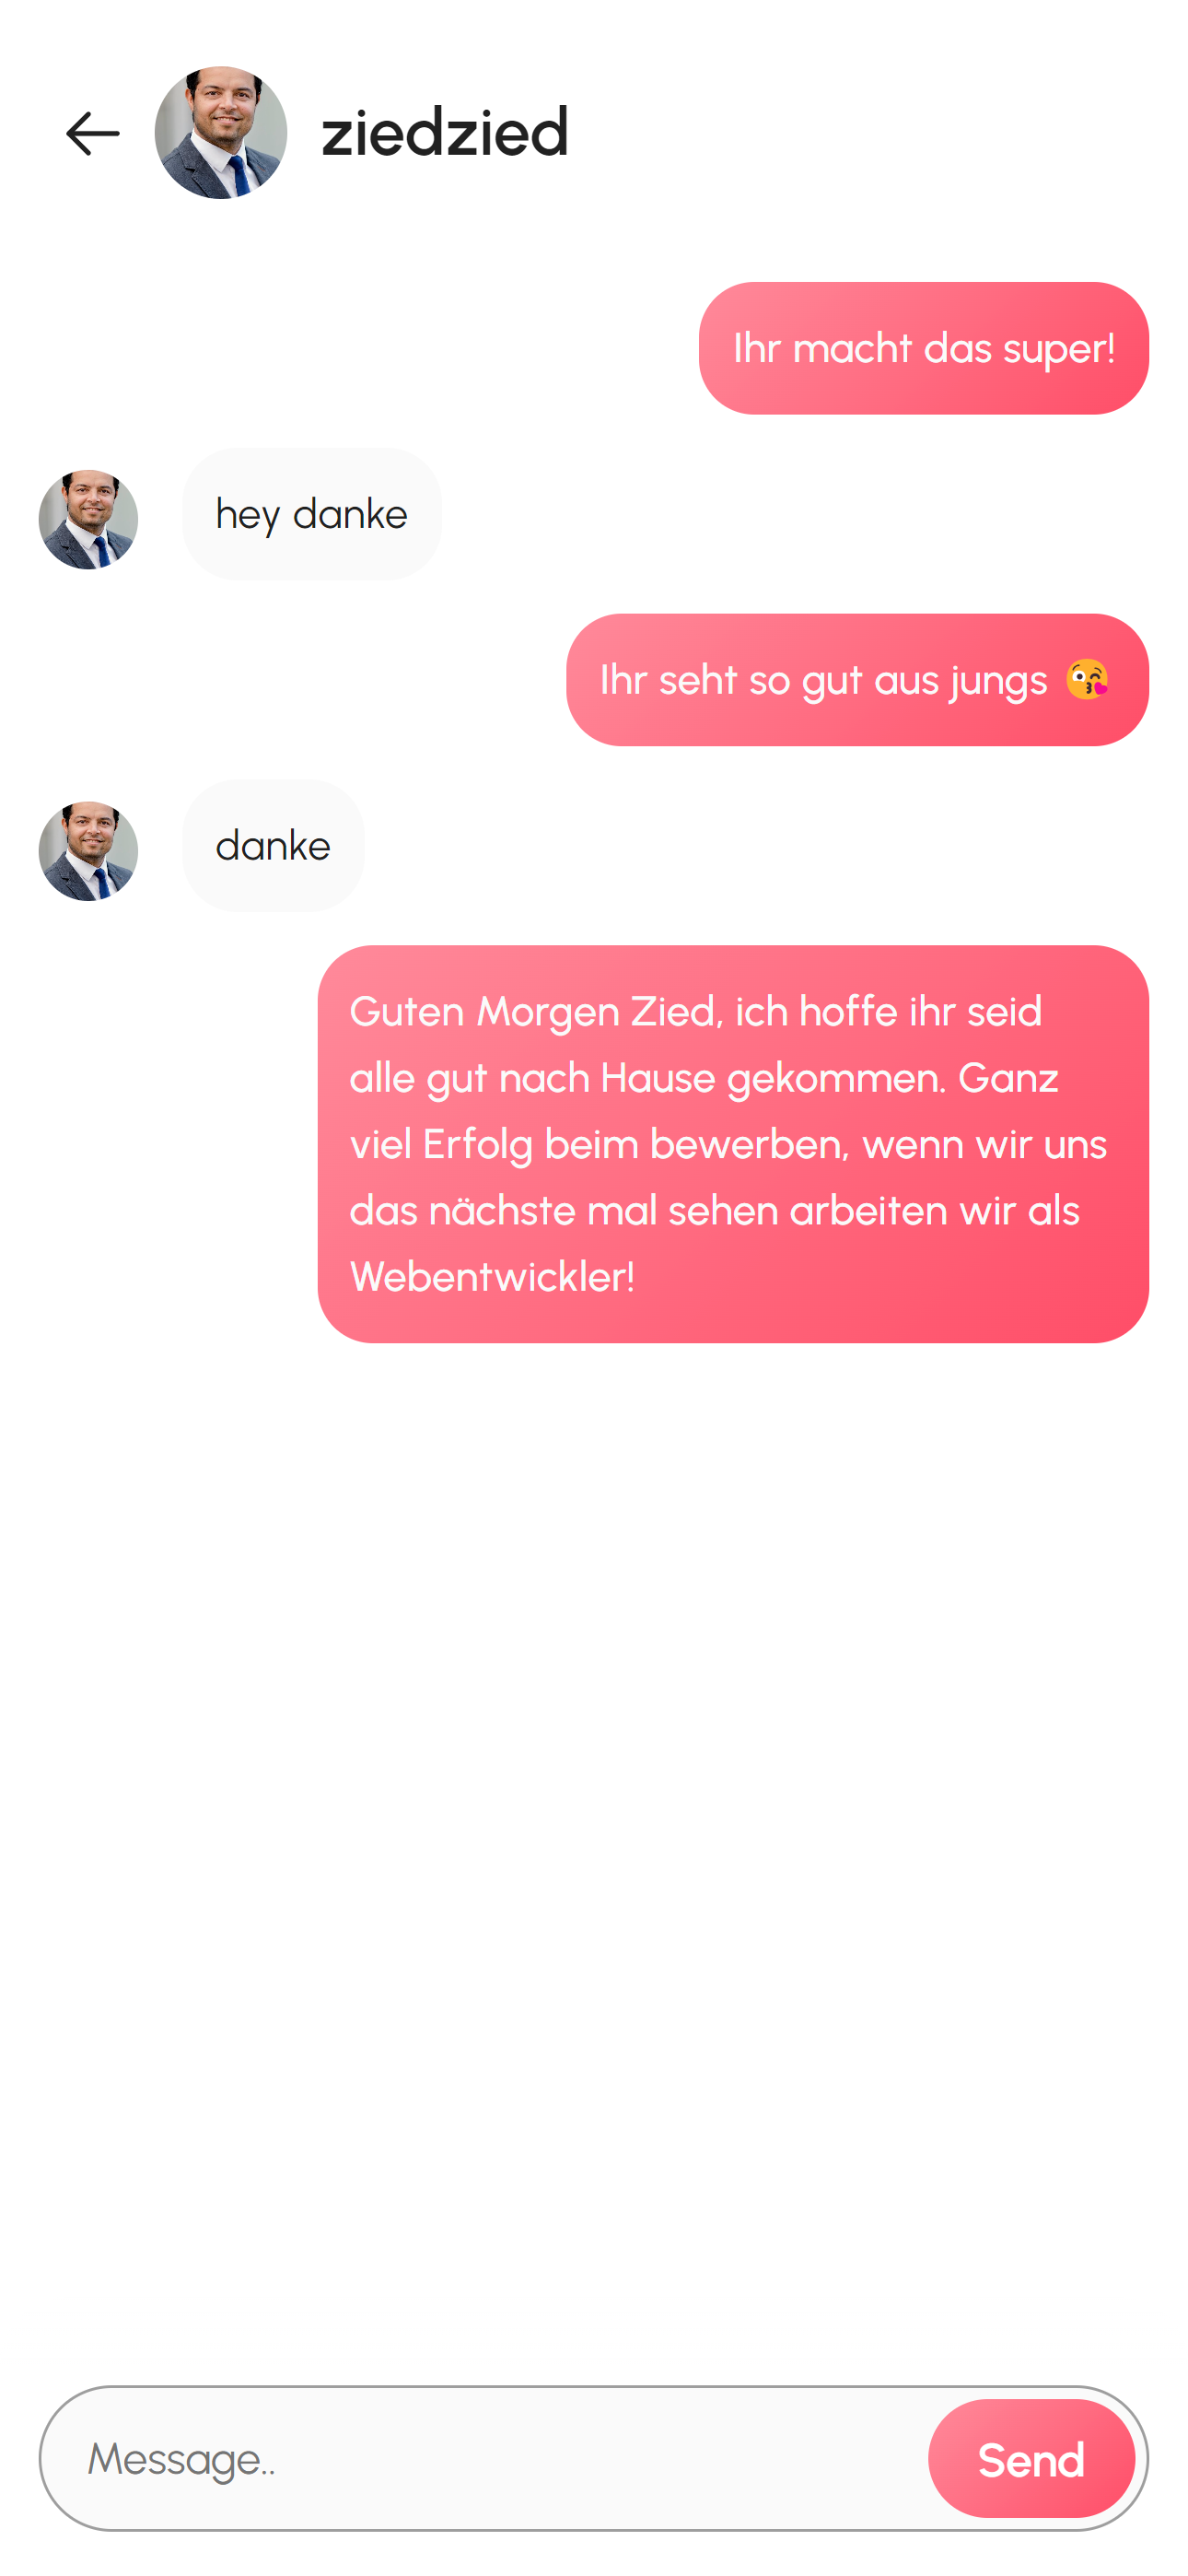 ziedzied
Ihr macht das super!
hey danke
Ihr seht so gut aus jungs 😘
danke
Guten Morgen Zied, ich hoffe ihr seid
alle gut nach Hause gekommen. Ganz
viel Erfolg beim bewerben, wenn wir uns
das nächste mal sehen arbeiten wir als
Webentwickler!
Message..
Send